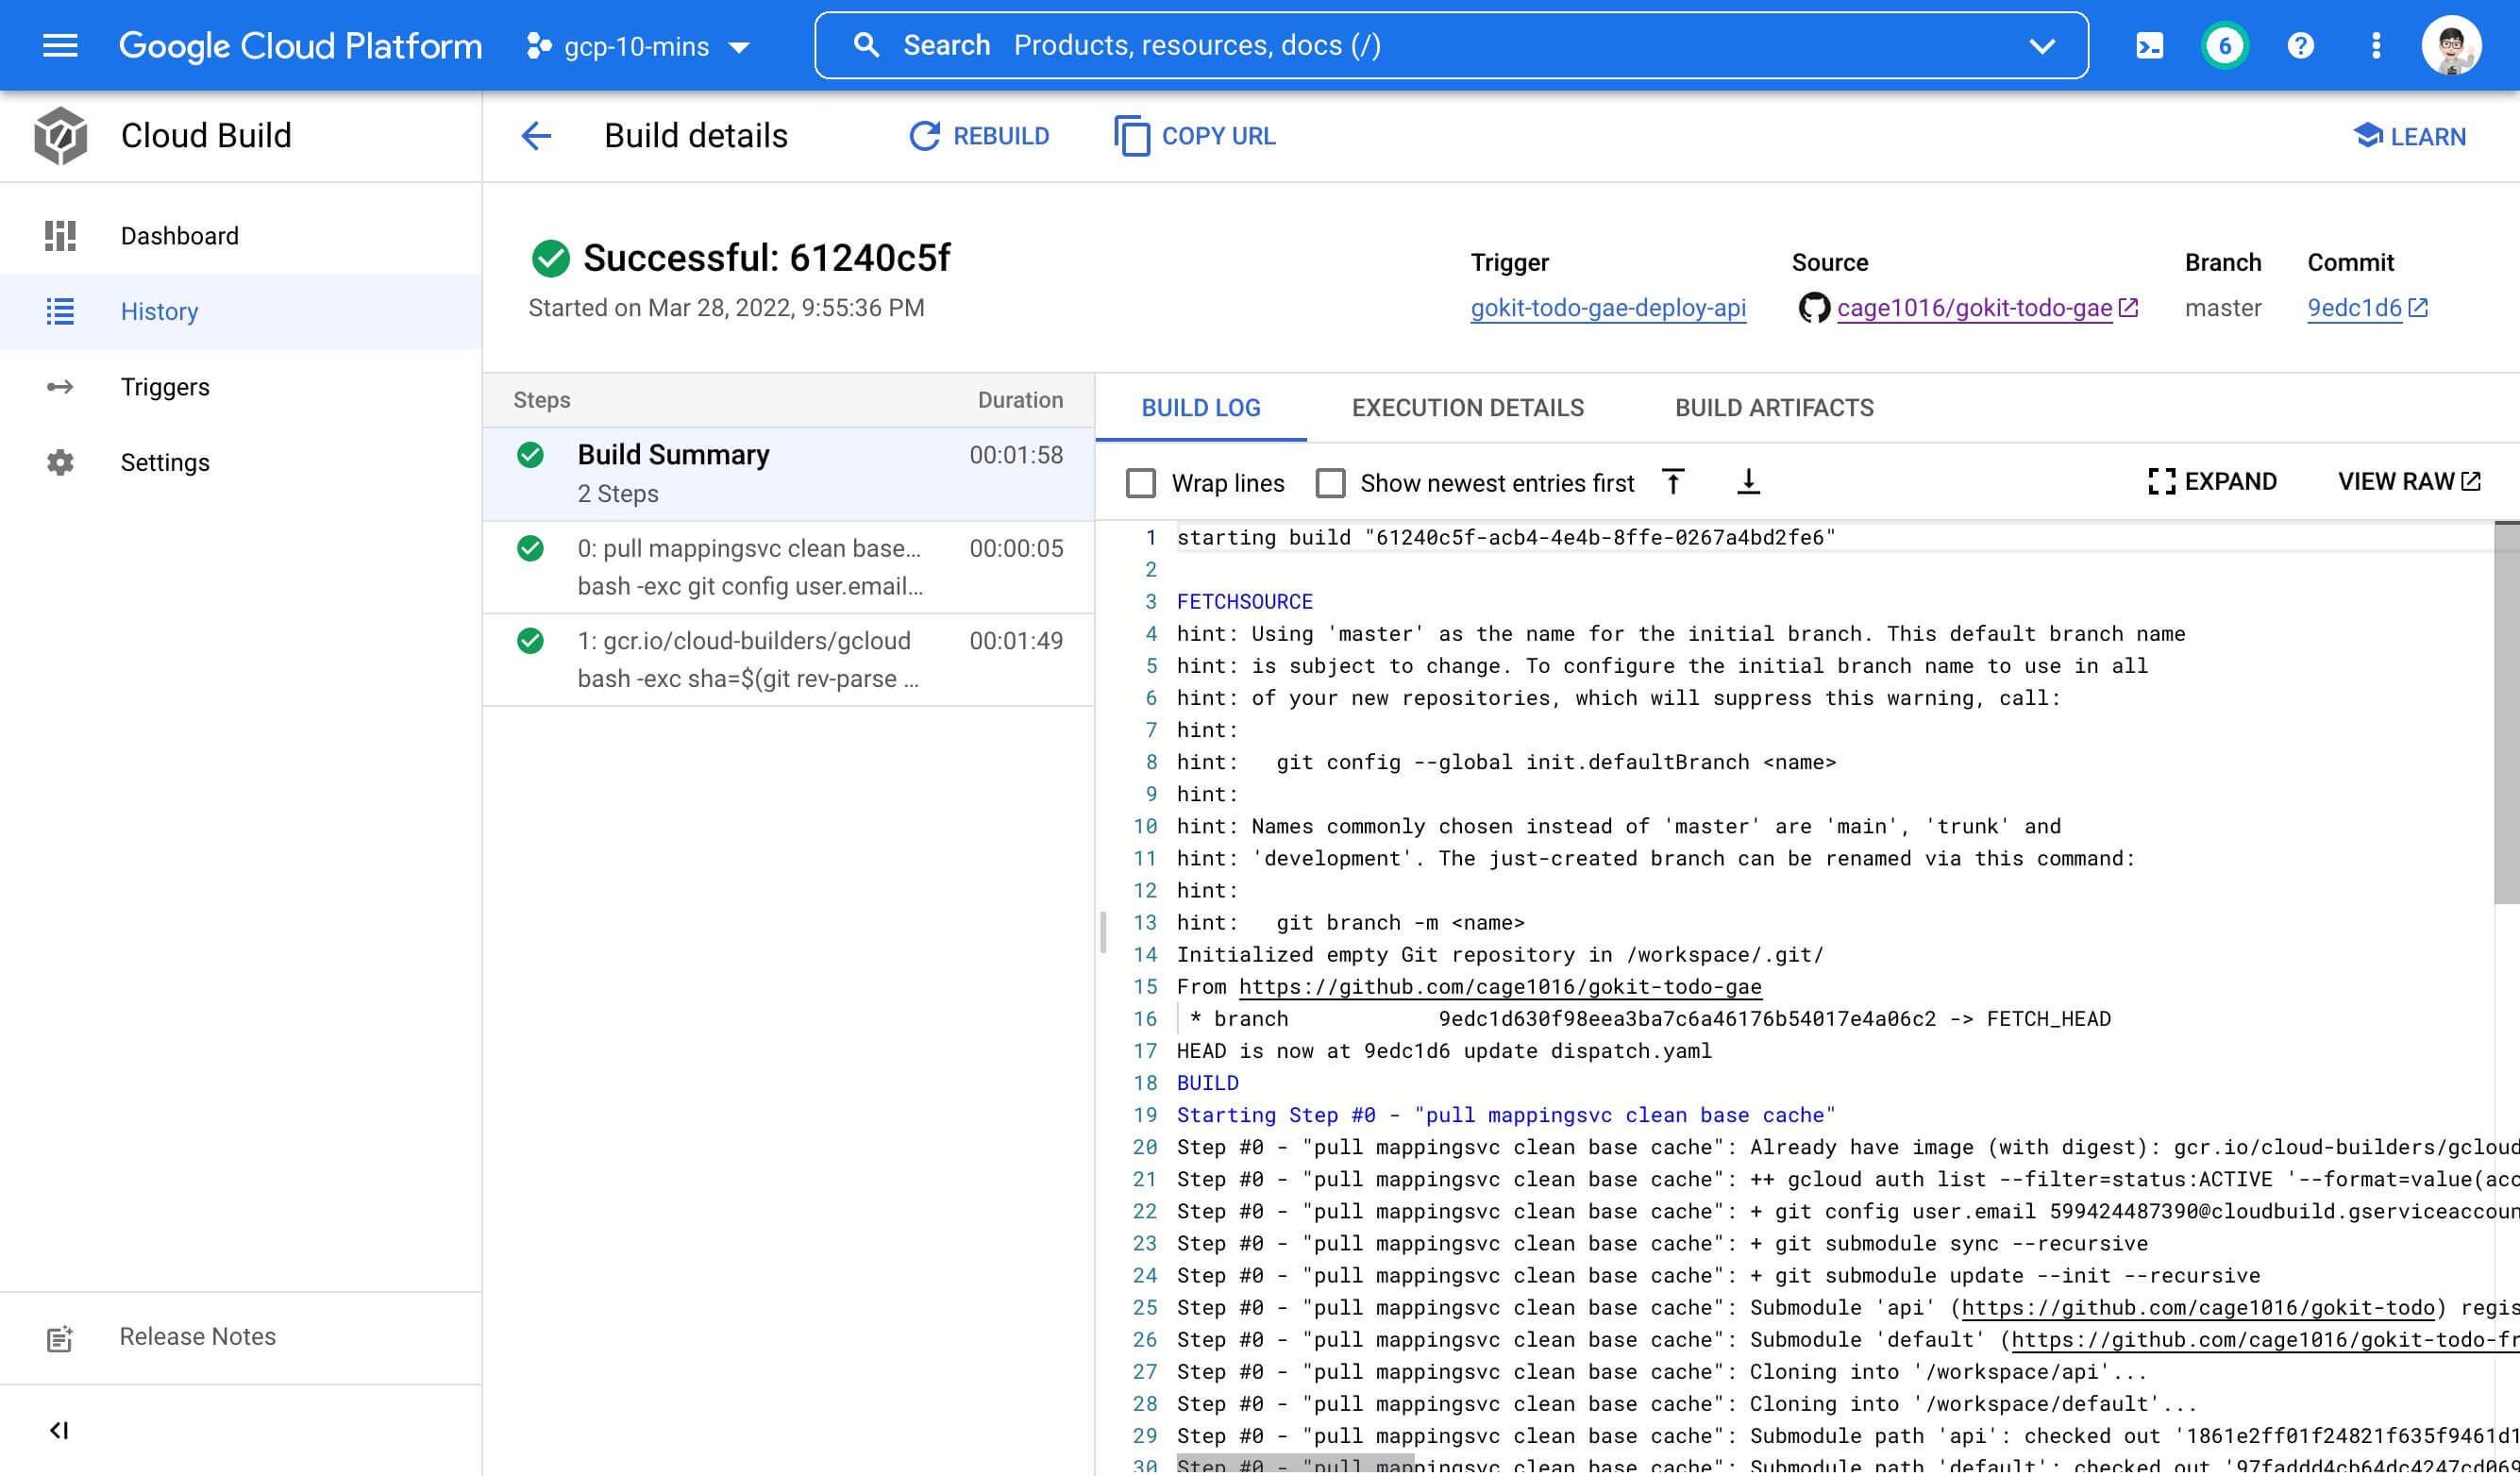 Google Cloud Platform gcp-10-mins Search Products, resources, docs (/) 6
Cloud Build
Build details REBUILD COPY URL LEARN
Dashboard
History
Triggers
Settings
Release Notes
Successful: 61240c5f
Started on Mar 28, 2022, 9:55:36 PM
Trigger Source Branch Commit
gokit-todo-gae-deploy-api cage1016/gokit-todo-gae master 9edc1d6
Steps Duration
Build Summary 00:01:58
2 Steps
0: pull mappingsvc clean base... 00:00:05
bash -exc git config user.email...
1: gcr.io/cloud-builders/gcloud 00:01:49
bash -exc sha=$(git rev-parse ...
BUILD LOG EXECUTION DETAILS BUILD ARTIFACTS
Wrap lines Show newest entries first EXPAND VIEW RAW
1 starting build "61240c5f-acb4-4e4b-8ffe-0267a4bd2fe6"
2
3 FETCHSOURCE
4 hint: Using 'master' as the name for the initial branch. This default branch name
5 hint: is subject to change. To configure the initial branch name to use in all
6 hint: of your new repositories, which will suppress this warning, call:
7 hint:
8 hint:   git config --global init.defaultBranch <name>
9 hint:
10 hint: Names commonly chosen instead of 'master' are 'main', 'trunk' and
11 hint: 'development'. The just-created branch can be renamed via this command:
12 hint:
13 hint:   git branch -m <name>
14 Initialized empty Git repository in /workspace/.git/
15 From https://github.com/cage1016/gokit-todo-gae
16  * branch            9edc1d630f98eea3ba7c6a46176b54017e4a06c2 -> FETCH_HEAD
17 HEAD is now at 9edc1d6 update dispatch.yaml
18 BUILD
19 Starting Step #0 - "pull mappingsvc clean base cache"
20 Step #0 - "pull mappingsvc clean base cache": Already have image (with digest): gcr.io/cloud-builders/gcloud
21 Step #0 - "pull mappingsvc clean base cache": ++ gcloud auth list --filter=status:ACTIVE '--format=value(acc
22 Step #0 - "pull mappingsvc clean base cache": + git config user.email 599424487390@cloudbuild.gserviceaccoun
23 Step #0 - "pull mappingsvc clean base cache": + git submodule sync --recursive
24 Step #0 - "pull mappingsvc clean base cache": + git submodule update --init --recursive
25 Step #0 - "pull mappingsvc clean base cache": Submodule 'api' (https://github.com/cage1016/gokit-todo) regis
26 Step #0 - "pull mappingsvc clean base cache": Submodule 'default' (https://github.com/cage1016/gokit-todo-fr
27 Step #0 - "pull mappingsvc clean base cache": Cloning into '/workspace/api'...
28 Step #0 - "pull mappingsvc clean base cache": Cloning into '/workspace/default'...
29 Step #0 - "pull mappingsvc clean base cache": Submodule path 'api': checked out '1861e2ff01f24821f635f9461d1
30 Step #0 - "pull mappingsvc clean base cache": Submodule path 'default': checked out '97faddd4cb64dc4247cd069